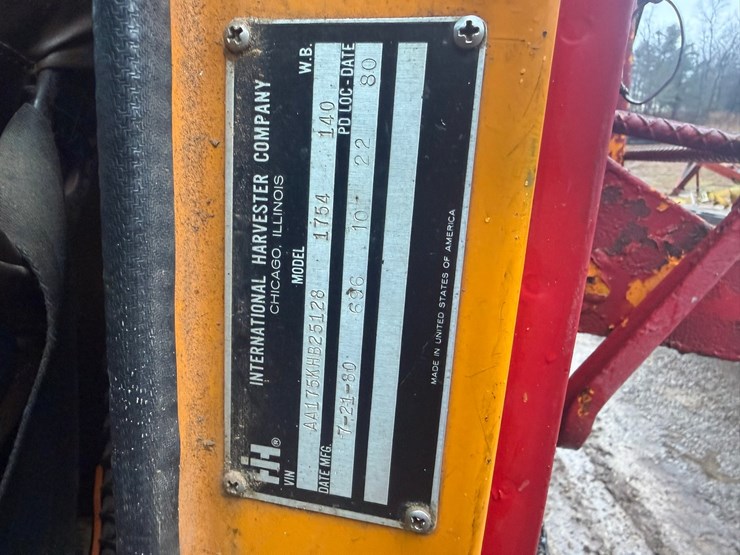 IH®
INTERNATIONAL HARVESTER COMPANY
CHICAGO, ILLINOIS
VIN MODEL W.B.
AA175KHB25128 1754 140
DATE MFG. PD LOC-DATE
7-21-80 696 10 22 80
MADE IN UNITED STATES OF AMERICA